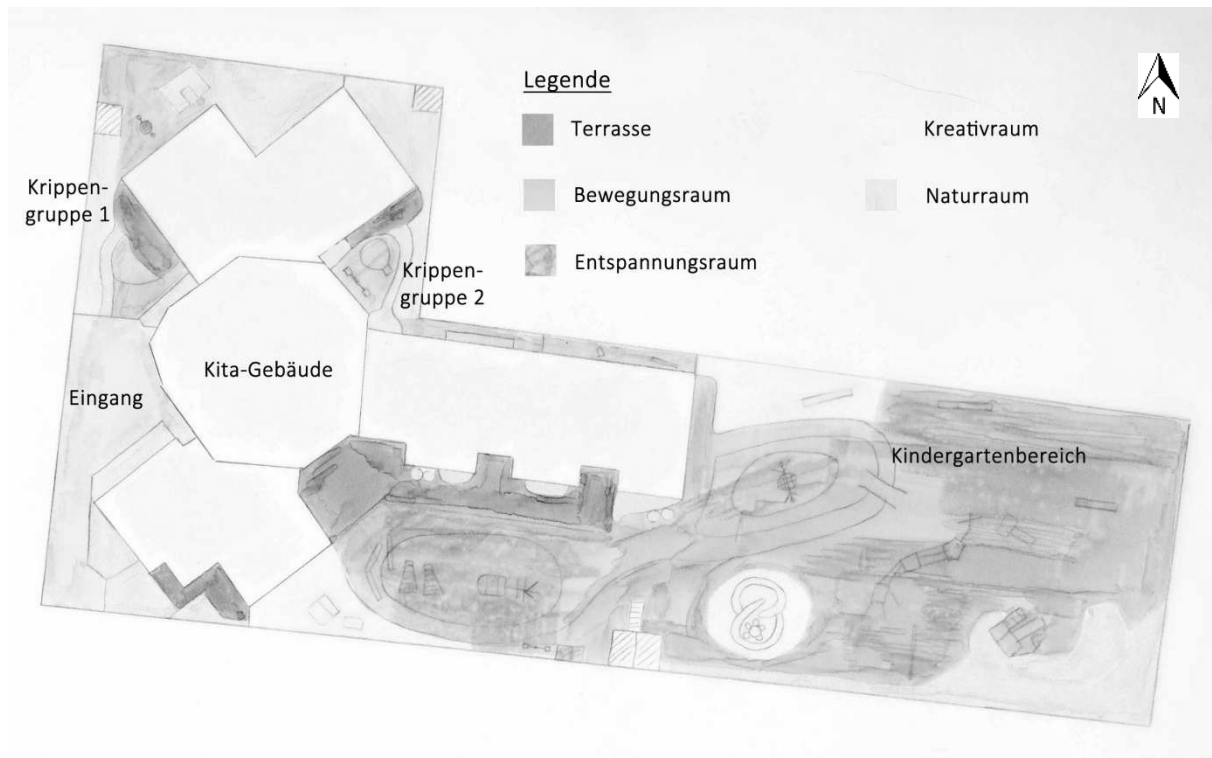 Legende
Terrasse
Kreativraum
Bewegungsraum
Naturraum
Entspannungsraum
N
Krippen-
gruppe 1
Krippen-
gruppe 2
Kita-Gebäude
Eingang
Kindergartenbereich